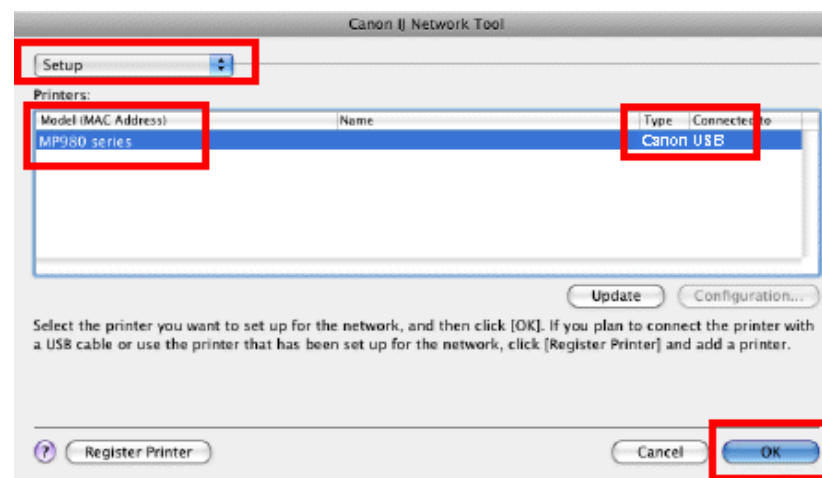 Canon IJ Network Tool
Setup
Printers:
Model (MAC Address) Name Type Connected to
MP980 series Canon USB
Update Configuration...
Select the printer you want to set up for the network, and then click [OK]. If you plan to connect the printer with
a USB cable or use the printer that has been set up for the network, click [Register Printer] and add a printer.
? Register Printer Cancel OK